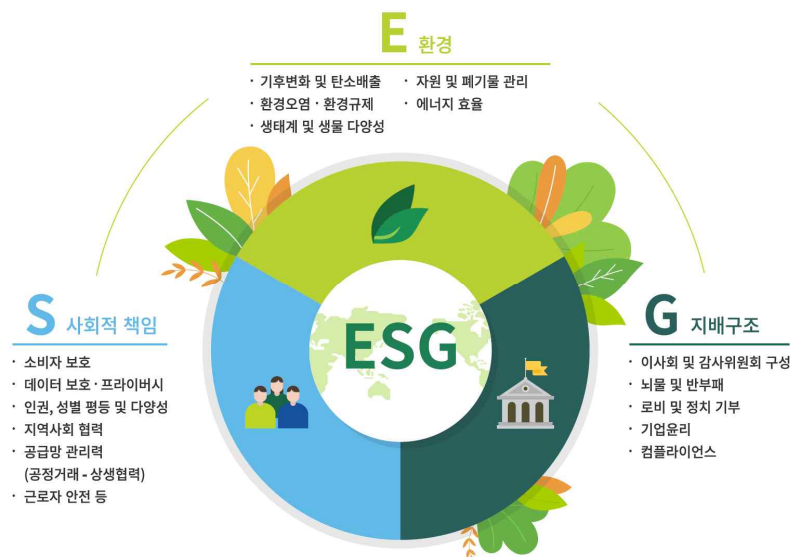 E 환경
· 기후변화 및 탄소배출
· 환경오염 · 환경규제
· 생태계 및 생물 다양성
· 자원 및 폐기물 관리
· 에너지 효율
S 사회적 책임
· 소비자 보호
· 데이터 보호 · 프라이버시
· 인권, 성별 평등 및 다양성
· 지역사회 협력
· 공급망 관리력
(공정거래 - 상생협력)
· 근로자 안전 등
ESG
G 지배구조
· 이사회 및 감사위원회 구성
· 뇌물 및 반부패
· 로비 및 정치 기부
· 기업윤리
· 컴플라이언스